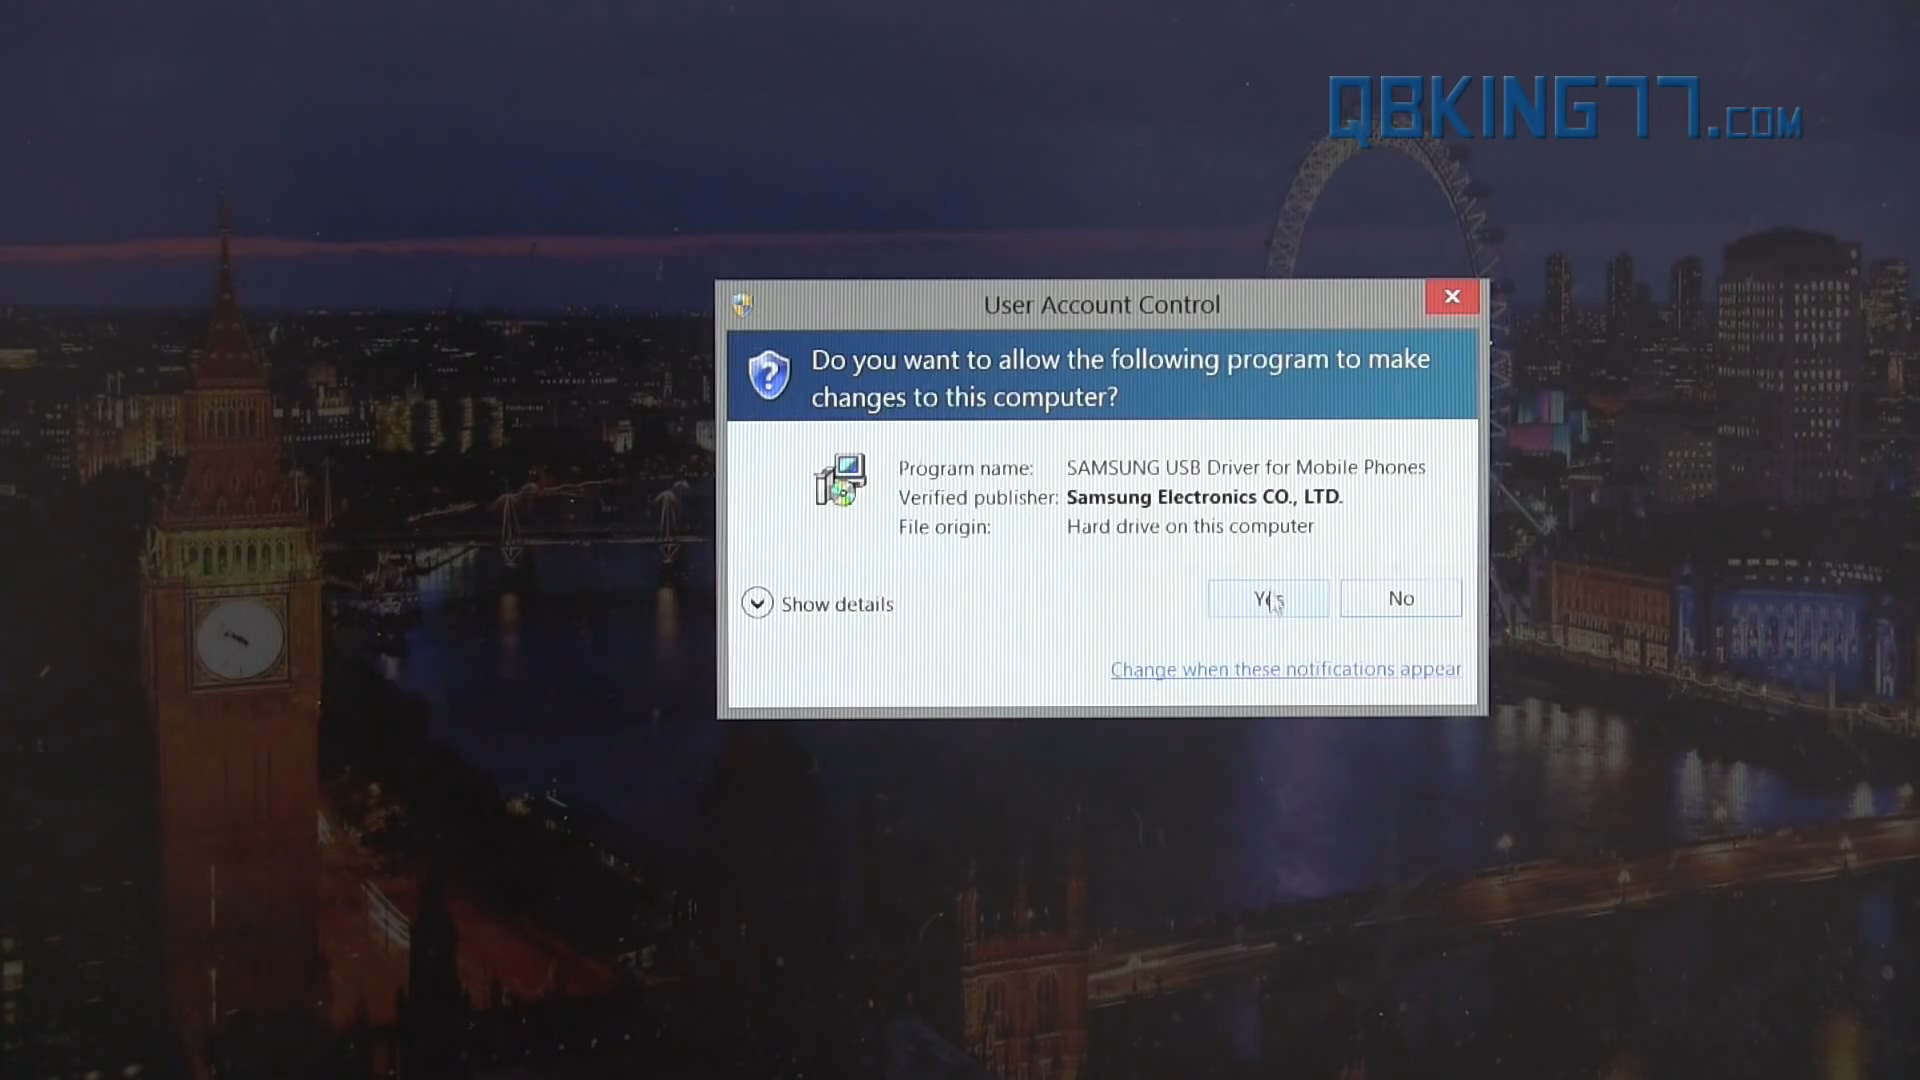 QBKING77.COM
User Account Control
Do you want to allow the following program to make
changes to this computer?
Program name: SAMSUNG USB Driver for Mobile Phones
Verified publisher: Samsung Electronics CO., LTD.
File origin: Hard drive on this computer
Show details
Yes
No
Change when these notifications appear